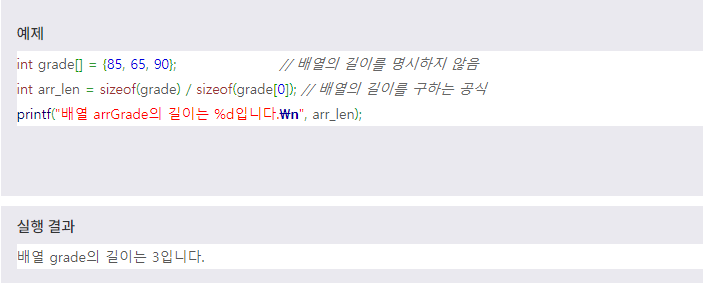 예제
int grade[] = {85, 65, 90}; // 배열의 길이를 명시하지 않음
int arr_len = sizeof(grade) / sizeof(grade[0]); // 배열의 길이를 구하는 공식
printf("배열 arrGrade의 길이는 %d입니다.₩n", arr_len);
실행 결과
배열 grade의 길이는 3입니다.